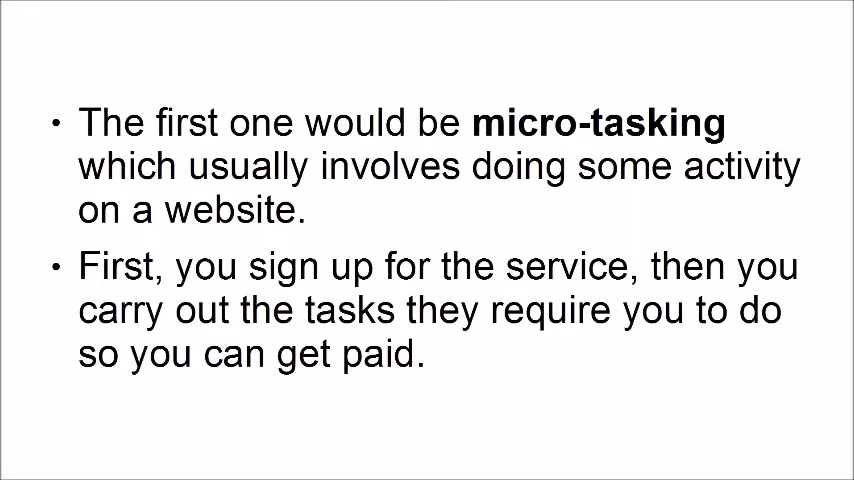 • The first one would be micro-tasking
which usually involves doing some activity
on a website.
• First, you sign up for the service, then you
carry out the tasks they require you to do
so you can get paid.